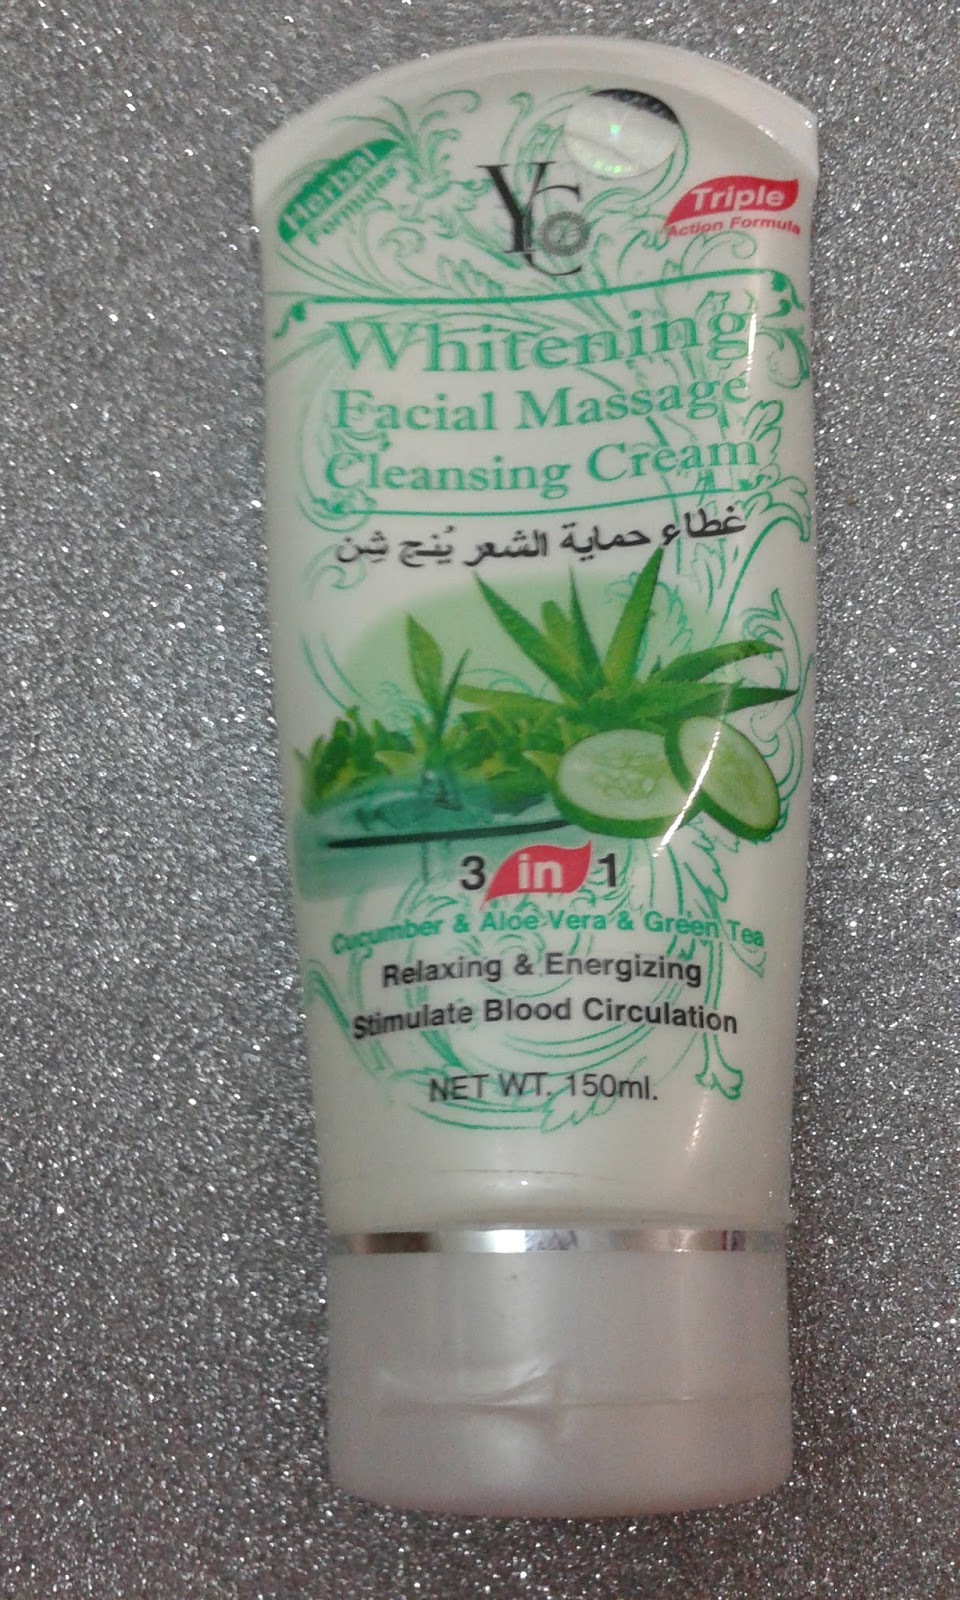 Herbal
Formulas
YC
Triple
Action Formula
Whitening
Facial Massage
Cleansing Cream
غطاء حماية الشعر يُنج شِن
3 in 1
Cucumber & Aloe Vera & Green Tea
Relaxing & Energizing
Stimulate Blood Circulation
NET WT. 150ml.